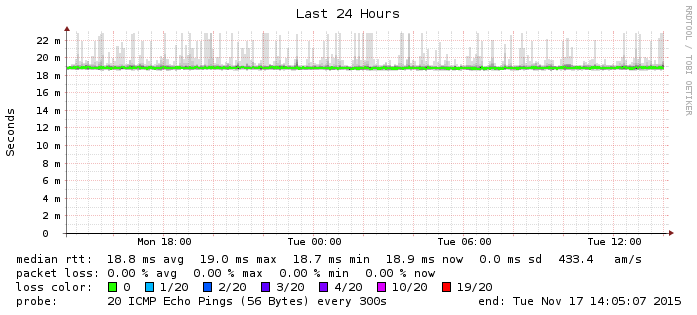 Last 24 Hours
RRDTOOL / TOBI OETIKER
Seconds
22 m
20 m
18 m
16 m
14 m
12 m
10 m
8 m
6 m
4 m
2 m
0
Mon 18:00 Tue 00:00 Tue 06:00 Tue 12:00
median rtt: 18.8 ms avg 19.0 ms max 18.7 ms min 18.9 ms now 0.0 ms sd 433.4 am/s
packet loss: 0.00 % avg 0.00 % max 0.00 % min 0.00 % now
loss color: 0 1/20 2/20 3/20 4/20 10/20 19/20
probe: 20 ICMP Echo Pings (56 Bytes) every 300s end: Tue Nov 17 14:05:07 2015